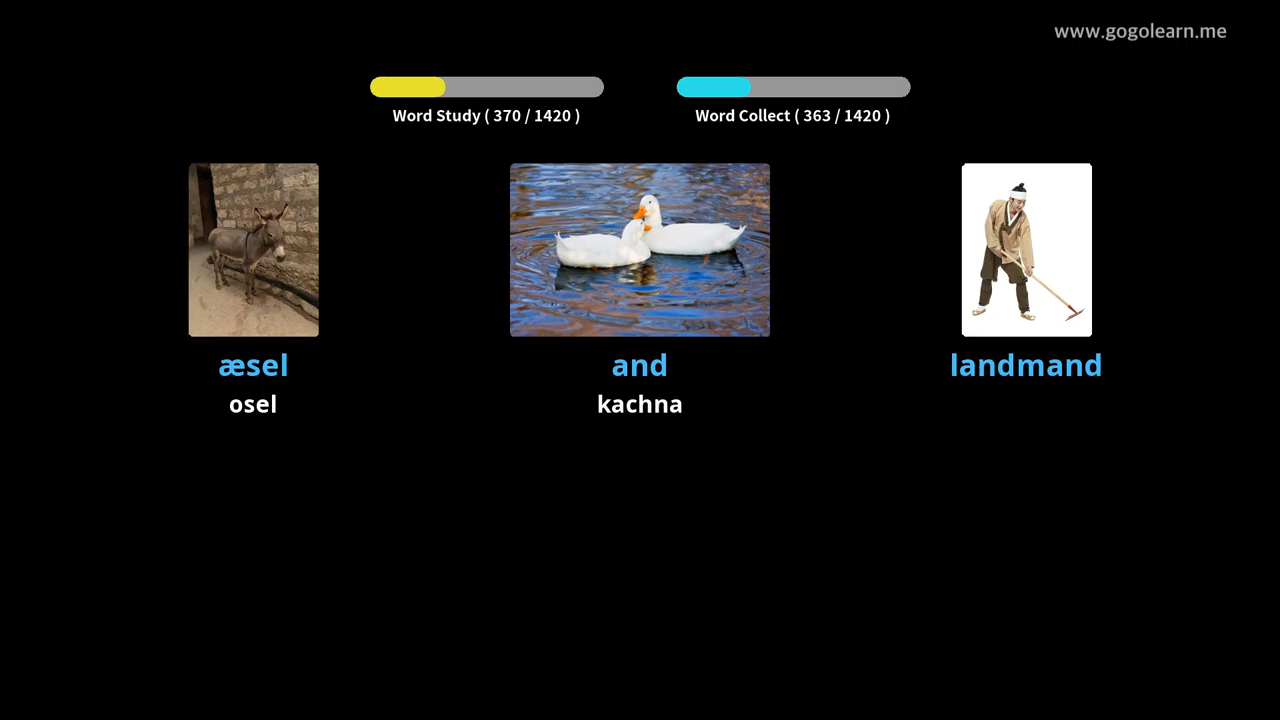 www.gogolearn.me
Word Study ( 370 / 1420 )
Word Collect ( 363 / 1420 )
æsel
and
landmand
osel
kachna